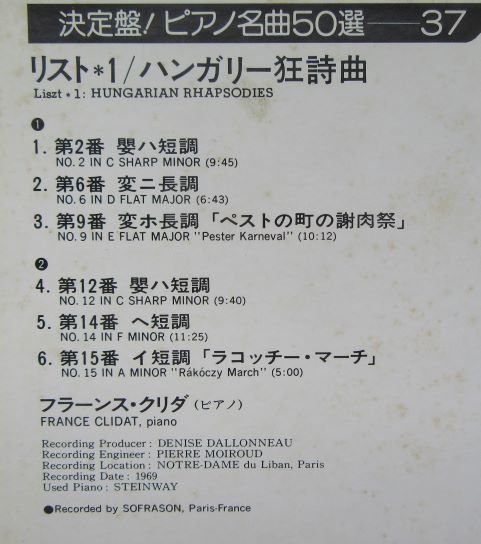 決定盤!ピアノ名曲50選——37
リスト*1/ハンガリー狂詩曲
Liszt * 1: HUNGARIAN RHAPSODIES
❶
1. 第2番 嬰ハ短調
NO. 2 IN C SHARP MINOR (9:45)
2. 第6番 変ニ長調
NO. 6 IN D FLAT MAJOR (6:43)
3. 第9番 変ホ長調「ペストの町の謝肉祭」
NO. 9 IN E FLAT MAJOR "Pester Karneval" (10:12)
❷
4. 第12番 嬰ハ短調
NO. 12 IN C SHARP MINOR (9:40)
5. 第14番 ヘ短調
NO. 14 IN F MINOR (11:25)
6. 第15番 イ短調「ラコッチー・マーチ」
NO. 15 IN A MINOR "Rákóczy March" (5:00)
フラーンス・クリダ(ピアノ)
FRANCE CLIDAT, piano
Recording Producer: DENISE DALLONNEAU
Recording Engineer: PIERRE MOIROUD
Recording Location: NOTRE-DAME du Liban, Paris
Recording Date: 1969
Used Piano: STEINWAY
●Recorded by SOFRASON, Paris-France